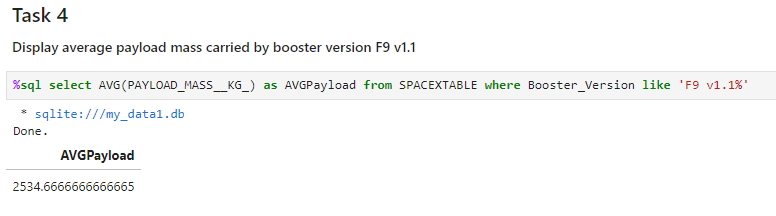 Task 4
Display average payload mass carried by booster version F9 v1.1
%sql select AVG(PAYLOAD_MASS__KG_) as AVGPayload from SPACEXTABLE where Booster_Version like 'F9 v1.1%'
* sqlite:///my_data1.db
Done.
AVGPayload
2534.6666666666665